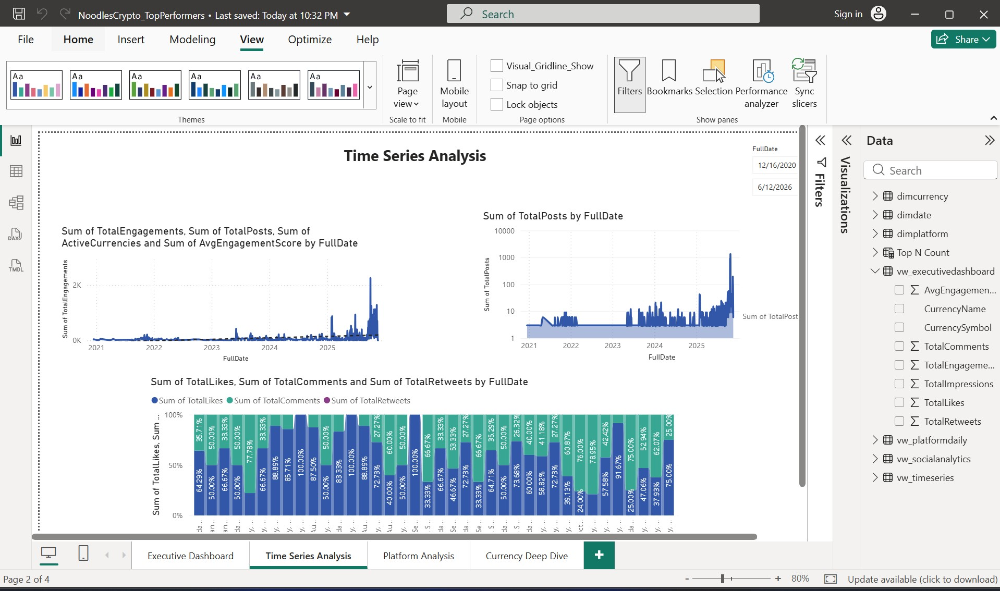 NoodlesCrypto_TopPerformers • Last saved: Today at 10:32 PM
Search
Sign in
File
Home
Insert
Modeling
View
Optimize
Help
Share
Aa
Aa
Aa
Aa
Aa
Aa
Themes
Page view
Scale to fit
Mobile layout
Mobile
Visual_Gridline_Show
Snap to grid
Lock objects
Page options
Filters
Bookmarks
Selection
Performance analyzer
Sync slicers
Show panes
DAX
TMDL
Time Series Analysis
FullDate
12/16/2020
6/12/2026
Sum of TotalEngagements, Sum of TotalPosts, Sum of
ActiveCurrencies and Sum of AvgEngagementScore by FullDate
Sum of TotalEngagements
2K
0K
2021
2022
2023
2024
2025
FullDate
Sum of TotalPosts by FullDate
Sum of TotalPosts
10000
1000
100
10
1
2021
2022
2023
2024
2025
FullDate
Sum of TotalPost
Sum of TotalLikes, Sum of TotalComments and Sum of TotalRetweets by FullDate
Sum of TotalLikes
Sum of TotalComments
Sum of TotalRetweets
Sum of TotalLikes, Sum ...
100%
50%
0%
35.71%
50.00%
33.33%
50.00%
77.78%
33.33%
50.00%
27.27%
60.00%
50.00%
66.67%
33.33%
53.33%
27.27%
66.67%
35.29%
50.00%
26.32%
40.00%
41.18%
27.27%
60.87%
76.00%
78.95%
42.42%
75.00%
52.94%
62.07%
25.00%
64.29%
50.00%
66.67%
50.00%
66.67%
88.89%
85.71%
100.00%
87.50%
50.00%
83.33%
100.00%
88.89%
72.73%
40.00%
50.00%
100.00%
33.33%
66.67%
46.67%
72.73%
33.33%
64.71%
50.00%
73.68%
60.00%
58.82%
72.73%
39.13%
24.00%
57.58%
91.67%
25.00%
47.06%
37.93%
75.00%
Filters
Visualizations
Data
Search
dimcurrency
dimdate
dimplatform
Top N Count
vw_executivedashboard
AvgEngagemen...
CurrencyName
CurrencySymbol
TotalComments
TotalEngageme...
TotalImpressions
TotalLikes
TotalRetweets
vw_platformdaily
vw_socialanalytics
vw_timeseries
Executive Dashboard
Time Series Analysis
Platform Analysis
Currency Deep Dive
+
Page 2 of 4
- + 80%
Update available (click to download)